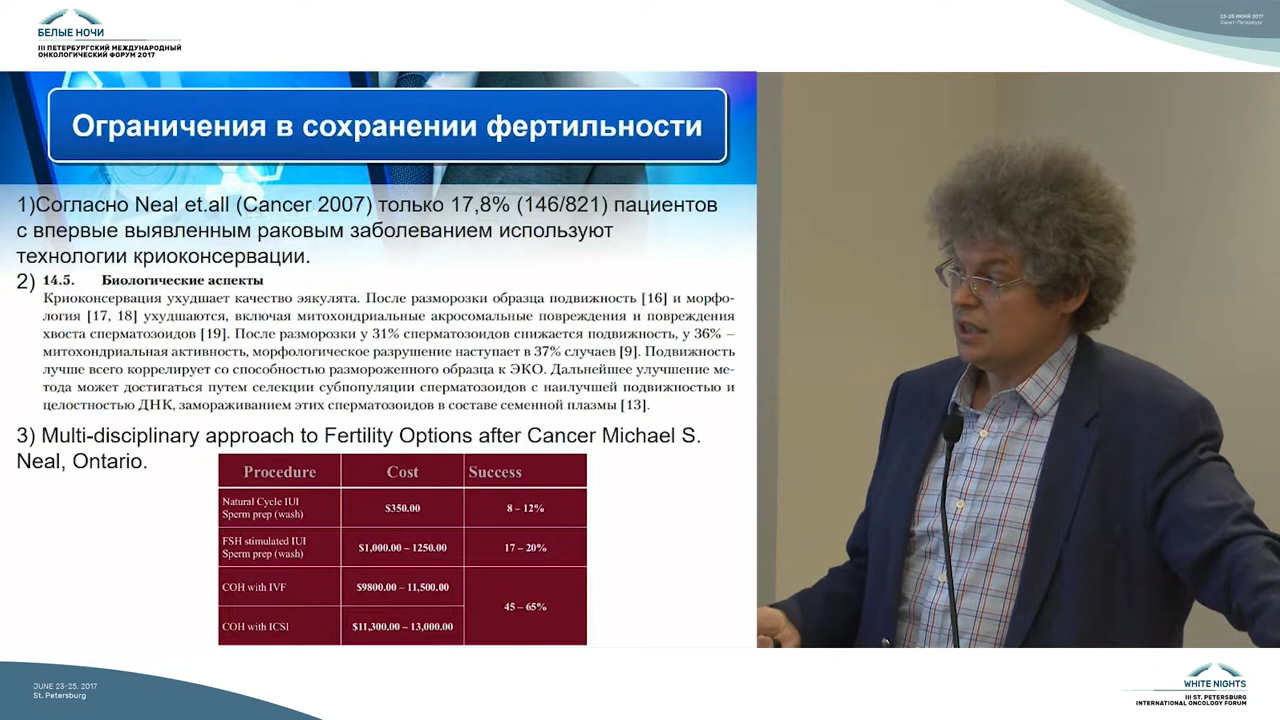 БЕЛЫЕ НОЧИ
III ПЕТЕРБУРГСКИЙ МЕЖДУНАРОДНЫЙ
ОНКОЛОГИЧЕСКИЙ ФОРУМ 2017
23-25 ИЮНЯ 2017
Санкт-Петербург
Ограничения в сохранении фертильности
1)Согласно Neal et.all (Cancer 2007) только 17,8% (146/821) пациентов
с впервые выявленным раковым заболеванием используют
технологии криоконсервации.
2) 14.5. Биологические аспекты
Криоконсервация ухудшает качество эякулята. После разморозки образца подвижность [16] и морфо-
логия [17, 18] ухудшаются, включая митохондриальные акросомальные повреждения и повреждения
хвоста сперматозоидов [19]. После разморозки у 31% сперматозоидов снижается подвижность, у 36% –
митохондриальная активность, морфологическое разрушение наступает в 37% случаев [9]. Подвижность
лучше всего коррелирует со способностью размороженного образца к ЭКО. Дальнейшее улучшение ме-
тода может достигаться путем селекции субпопуляции сперматозоидов с наилучшей подвижностью и
целостностью ДНК, замораживанием этих сперматозоидов в составе семенной плазмы [13].
3) Multi-disciplinary approach to Fertility Options after Cancer Michael S.
Neal, Ontario.
Procedure Cost Success
Natural Cycle IUI
Sperm prep (wash)
$350.00
8 – 12%
FSH stimulated IUI
Sperm prep (wash)
$1,000.00 – 1250.00
17 – 20%
COH with IVF
$9800.00 – 11,500.00
45 – 65%
COH with ICSI
$11,300.00 – 13,000.00
JUNE 23-25. 2017
St. Petersburg
WHITE NIGHTS
III ST. PETERSBURG
INTERNATIONAL ONCOLOGY FORUM